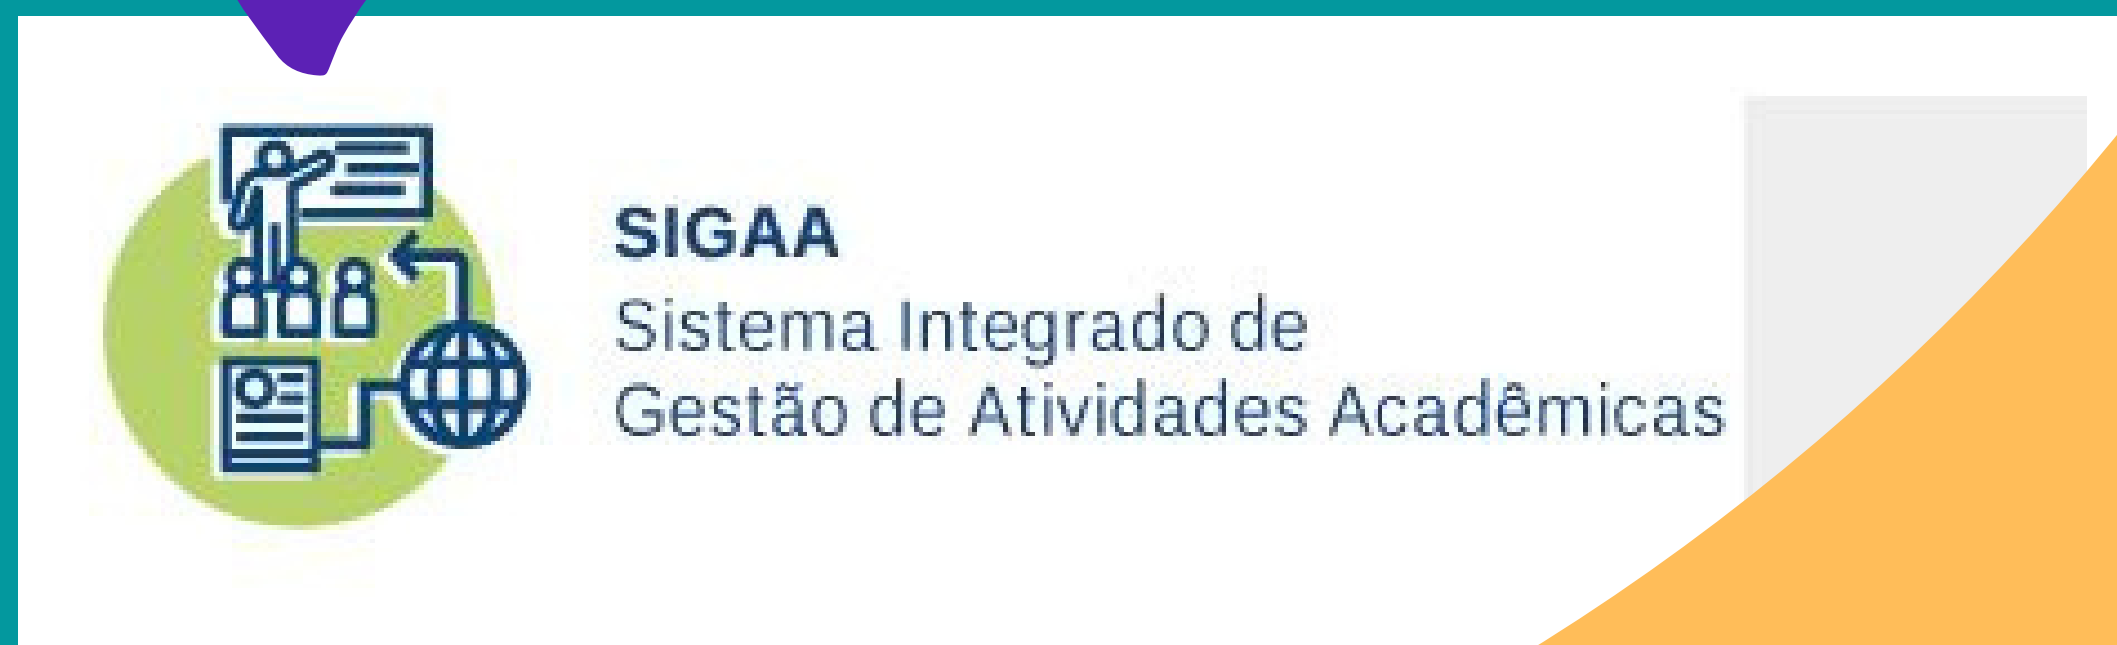 SIGAA
Sistema Integrado de
Gestão de Atividades Acadêmicas